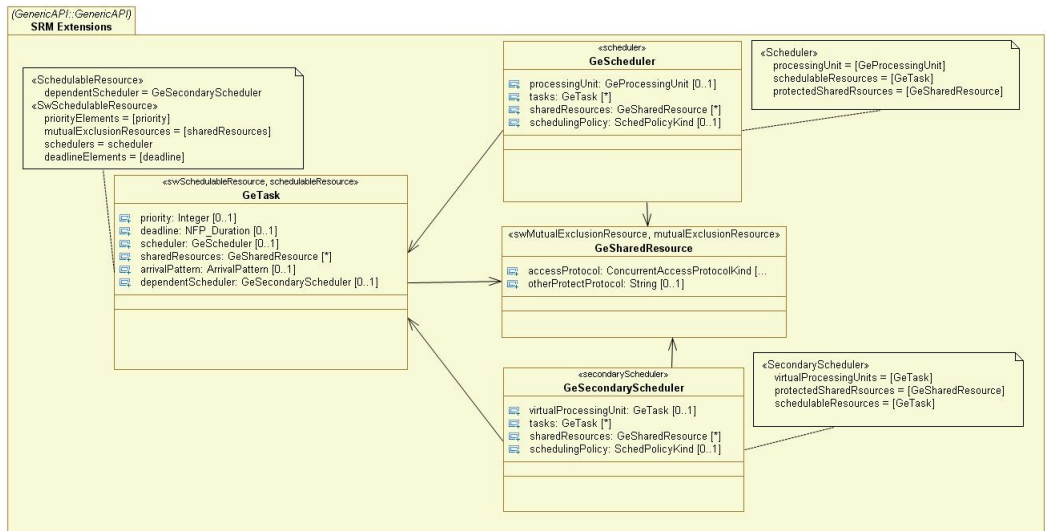 (GenericAPI::GenericAPI)
SRM Extensions
«SchedulableResource»
dependentScheduler = GeSecondaryScheduler
«SwSchedulableResource»
priorityElements = [priority]
mutualExclusionResources = [sharedResources]
schedulers = scheduler
deadlineElements = [deadline]
«scheduler»
GeScheduler
processingUnit: GeProcessingUnit [0..1]
tasks: GeTask [*]
sharedResources: GeSharedResource [*]
schedulingPolicy: SchedPolicyKind [0..1]
«Scheduler»
processingUnit = [GeProcessingUnit]
schedulableResources = [GeTask]
protectedSharedRsources = [GeSharedResource]
«swSchedulableResource, schedulableResource»
GeTask
priority: Integer [0..1]
deadline: NFP_Duration [0..1]
scheduler: GeScheduler [0..1]
sharedResources: GeSharedResource [*]
arrivalPattern: ArrivalPattern [0..1]
dependentScheduler: GeSecondaryScheduler [0..1]
«swMutualExclusionResource, mutualExclusionResource»
GeSharedResource
accessProtocol: ConcurrentAccessProtocolKind [...
otherProtectProtocol: String [0..1]
«secondaryScheduler»
GeSecondaryScheduler
virtualProcessingUnit: GeTask [0..1]
tasks: GeTask [*]
sharedResources: GeSharedResource [*]
schedulingPolicy: SchedPolicyKind [0..1]
«SecondaryScheduler»
virtualProcessingUnits = [GeTask]
protectedSharedRsources = [GeSharedResource]
schedulableResources = [GeTask]